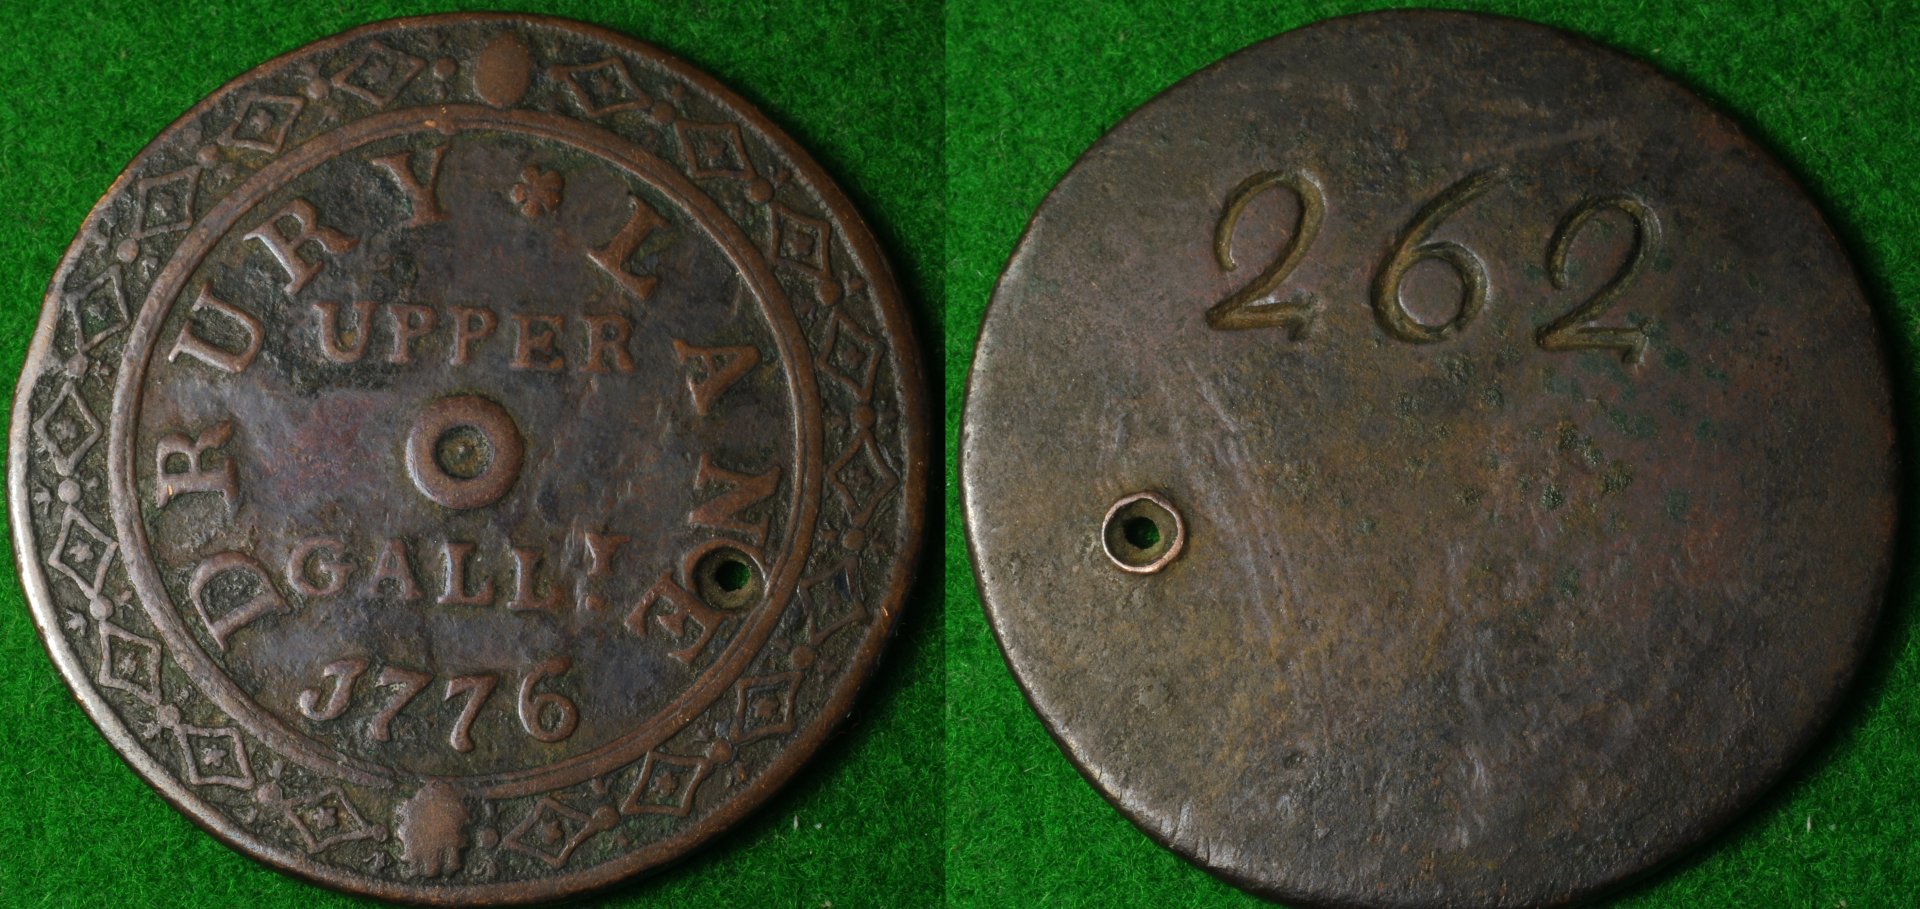 DRURY LANE
UPPER
GALLY
1776
262